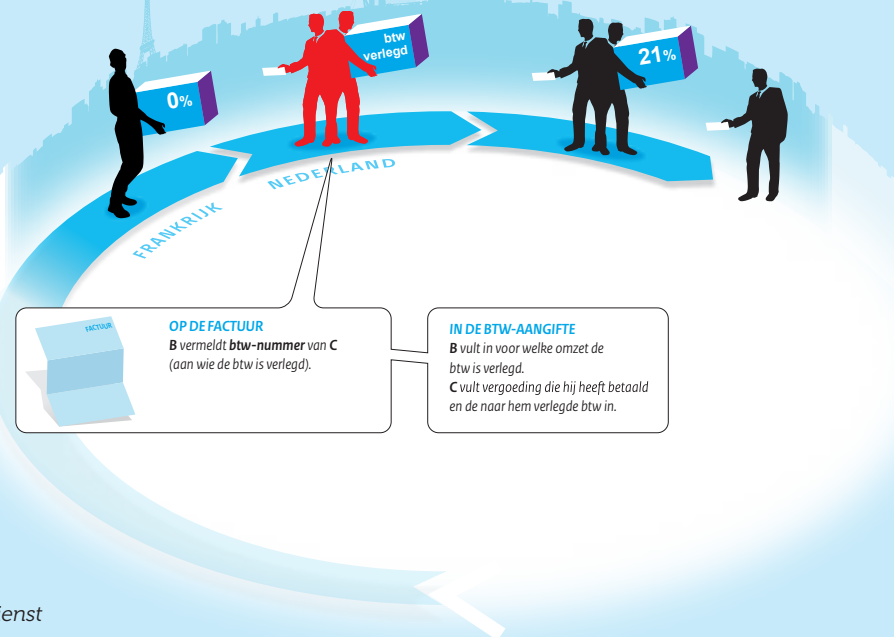 0%
btw
verlegd
21%
FRANKRIJK
NEDERLAND
FACTUUR
OP DE FACTUUR
B vermeldt btw-nummer van C
(aan wie de btw is verlegd).
IN DE BTW-AANGIFTE
B vult in voor welke omzet de
btw is verlegd.
C vult vergoeding die hij heeft betaald
en de naar hem verlegde btw in.